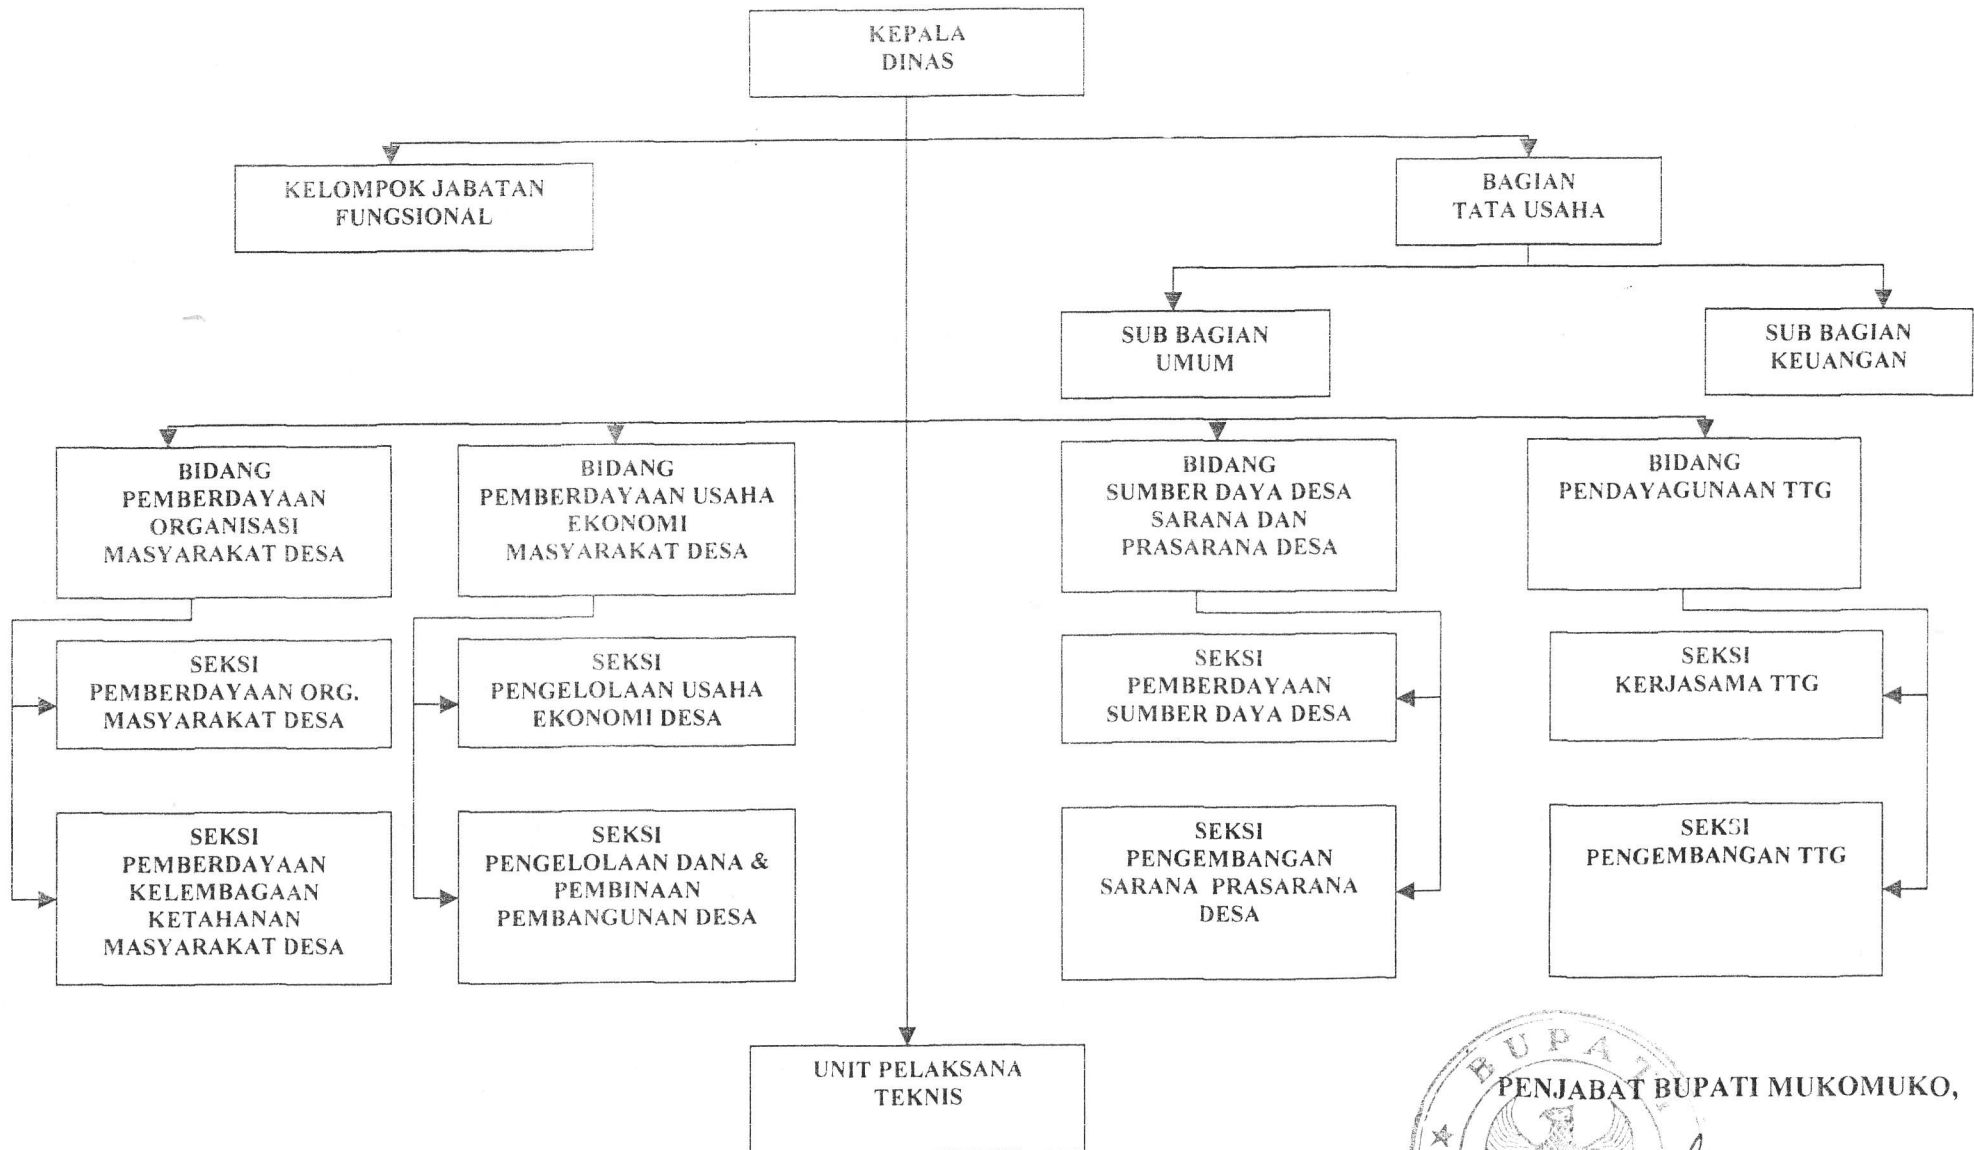 KEPALA
DINAS
KELOMPOK JABATAN
FUNGSIONAL
BAGIAN
TATA USAHA
SUB BAGIAN
UMUM
SUB BAGIAN
KEUANGAN
BIDANG
PEMBERDAYAAN
ORGANISASI
MASYARAKAT DESA
BIDANG
PEMBERDAYAAN USAHA
EKONOMI
MASYARAKAT DESA
BIDANG
SUMBER DAYA DESA
SARANA DAN
PRASARANA DESA
BIDANG
PENDAYAGUNAAN TTG
SEKSI
PEMBERDAYAAN ORG.
MASYARAKAT DESA
SEKSI
PENGELOLAAN USAHA
EKONOMI DESA
SEKSI
PEMBERDAYAAN
SUMBER DAYA DESA
SEKSI
KERJASAMA TTG
SEKSI
PEMBERDAYAAN
KELEMBAGAAN
KETAHANAN
MASYARAKAT DESA
SEKSI
PENGELOLAAN DANA &
PEMBINAAN
PEMBANGUNAN DESA
SEKSI
PENGEMBANGAN
SARANA PRASARANA
DESA
SEKSI
PENGEMBANGAN TTG
UNIT PELAKSANA
TEKNIS
BUPATI
PENJABAT BUPATI MUKOMUKO,